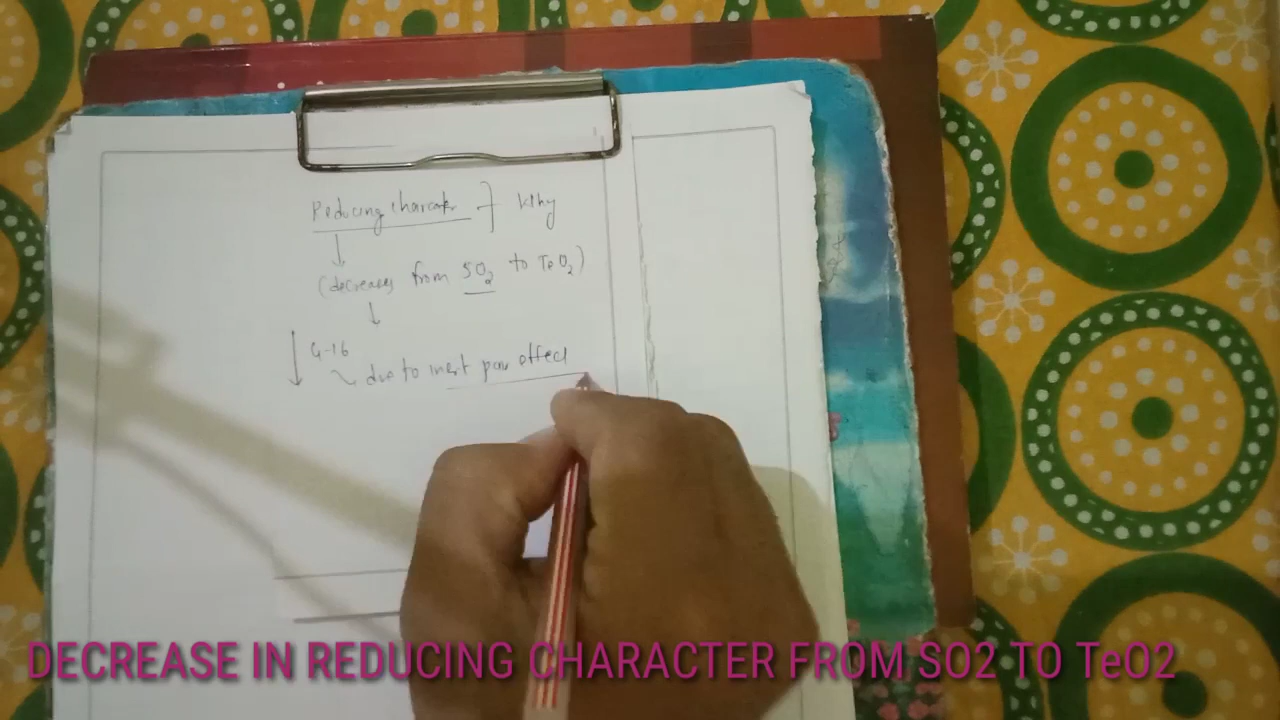 Reducing character } Why
(decreases from SO2 to TeO2)
G-16
due to inert pair effect
DECREASE IN REDUCING CHARACTER FROM SO2 TO TeO2